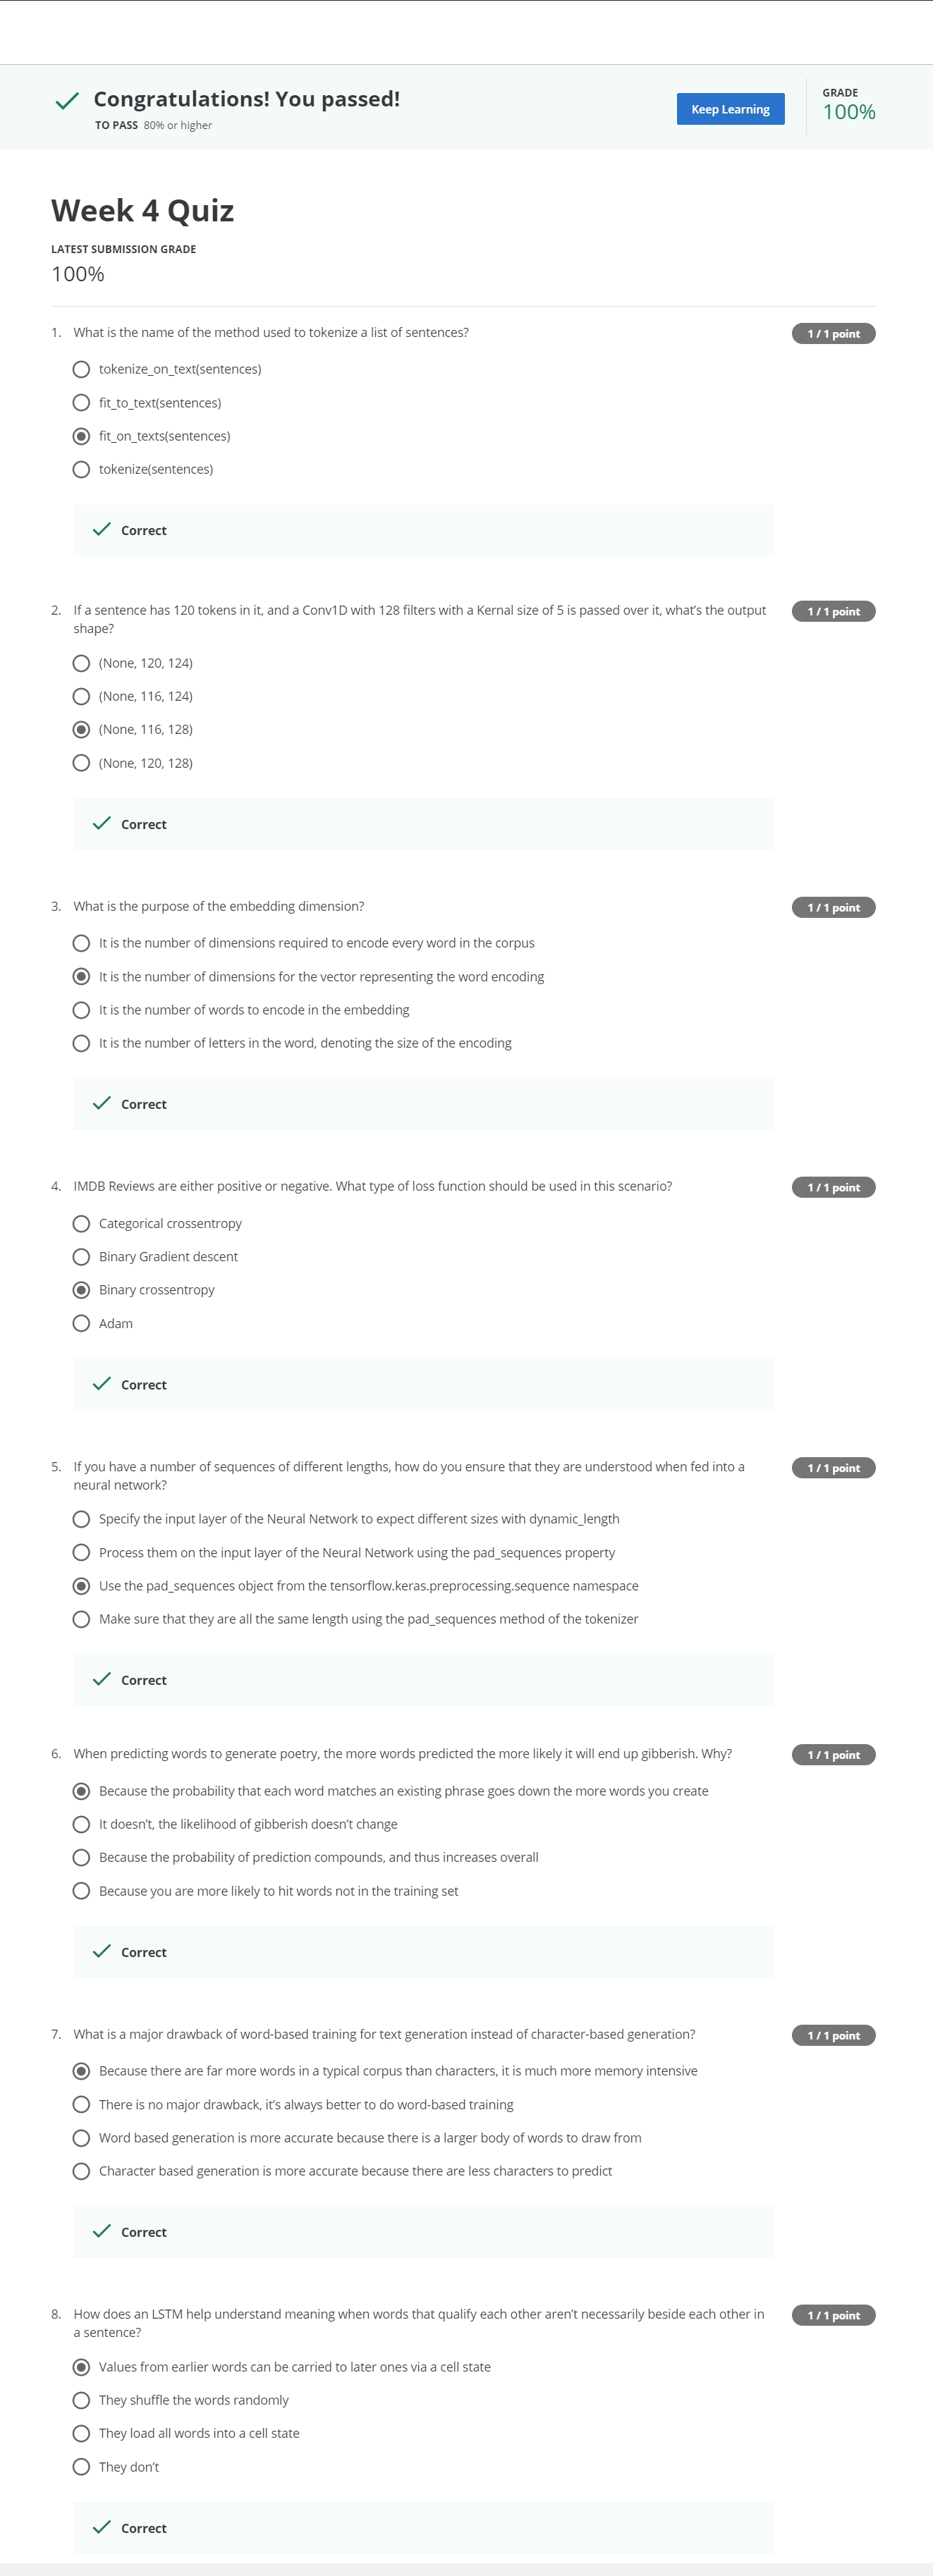 Congratulations! You passed!
TO PASS 80% or higher
Keep Learning
GRADE
100%
Week 4 Quiz
LATEST SUBMISSION GRADE
100%
1. What is the name of the method used to tokenize a list of sentences?
1 / 1 point
tokenize_on_text(sentences)
fit_to_text(sentences)
fit_on_texts(sentences)
tokenize(sentences)
Correct
2. If a sentence has 120 tokens in it, and a Conv1D with 128 filters with a Kernal size of 5 is passed over it, what's the output
shape?
1 / 1 point
(None, 120, 124)
(None, 116, 124)
(None, 116, 128)
(None, 120, 128)
Correct
3. What is the purpose of the embedding dimension?
1 / 1 point
It is the number of dimensions required to encode every word in the corpus
It is the number of dimensions for the vector representing the word encoding
It is the number of words to encode in the embedding
It is the number of letters in the word, denoting the size of the encoding
Correct
4. IMDB Reviews are either positive or negative. What type of loss function should be used in this scenario?
1 / 1 point
Categorical crossentropy
Binary Gradient descent
Binary crossentropy
Adam
Correct
5. If you have a number of sequences of different lengths, how do you ensure that they are understood when fed into a
neural network?
1 / 1 point
Specify the input layer of the Neural Network to expect different sizes with dynamic_length
Process them on the input layer of the Neural Network using the pad_sequences property
Use the pad_sequences object from the tensorflow.keras.preprocessing.sequence namespace
Make sure that they are all the same length using the pad_sequences method of the tokenizer
Correct
6. When predicting words to generate poetry, the more words predicted the more likely it will end up gibberish. Why?
1 / 1 point
Because the probability that each word matches an existing phrase goes down the more words you create
It doesn't, the likelihood of gibberish doesn't change
Because the probability of prediction compounds, and thus increases overall
Because you are more likely to hit words not in the training set
Correct
7. What is a major drawback of word-based training for text generation instead of character-based generation?
1 / 1 point
Because there are far more words in a typical corpus than characters, it is much more memory intensive
There is no major drawback, it's always better to do word-based training
Word based generation is more accurate because there is a larger body of words to draw from
Character based generation is more accurate because there are less characters to predict
Correct
8. How does an LSTM help understand meaning when words that qualify each other aren't necessarily beside each other in
a sentence?
1 / 1 point
Values from earlier words can be carried to later ones via a cell state
They shuffle the words randomly
They load all words into a cell state
They don't
Correct